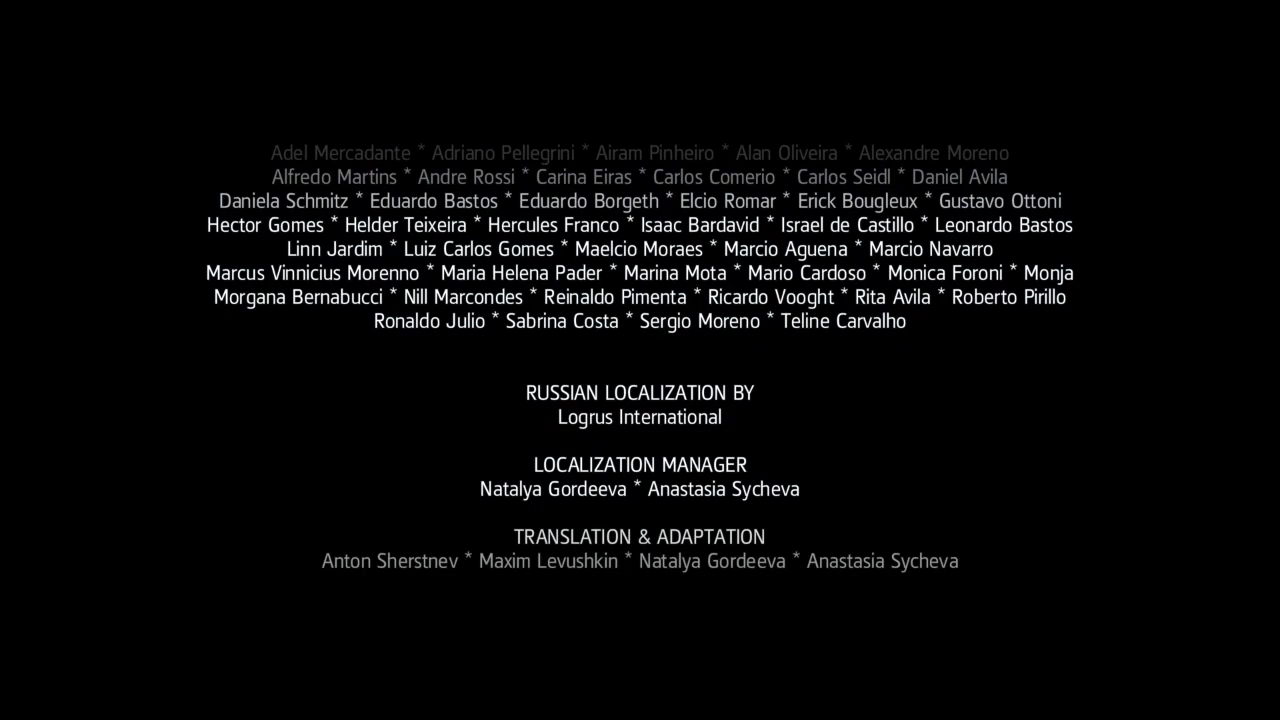 Adel Mercadante * Adriano Pellegrini * Airam Pinheiro * Alan Oliveira * Alexandre Moreno
Alfredo Martins * Andre Rossi * Carina Eiras * Carlos Comerio * Carlos Seidl * Daniel Avila
Daniela Schmitz * Eduardo Bastos * Eduardo Borgeth * Elcio Romar * Erick Bougleux * Gustavo Ottoni
Hector Gomes * Helder Teixeira * Hercules Franco * Isaac Bardavid * Israel de Castillo * Leonardo Bastos
Linn Jardim * Luiz Carlos Gomes * Maelcio Moraes * Marcio Aguena * Marcio Navarro
Marcus Vinnicius Morenno * Maria Helena Pader * Marina Mota * Mario Cardoso * Monica Foroni * Monja
Morgana Bernabucci * Nill Marcondes * Reinaldo Pimenta * Ricardo Vooght * Rita Avila * Roberto Pirillo
Ronaldo Julio * Sabrina Costa * Sergio Moreno * Teline Carvalho
RUSSIAN LOCALIZATION BY
Logrus International
LOCALIZATION MANAGER
Natalya Gordeeva * Anastasia Sycheva
TRANSLATION & ADAPTATION
Anton Sherstnev * Maxim Levushkin * Natalya Gordeeva * Anastasia Sycheva